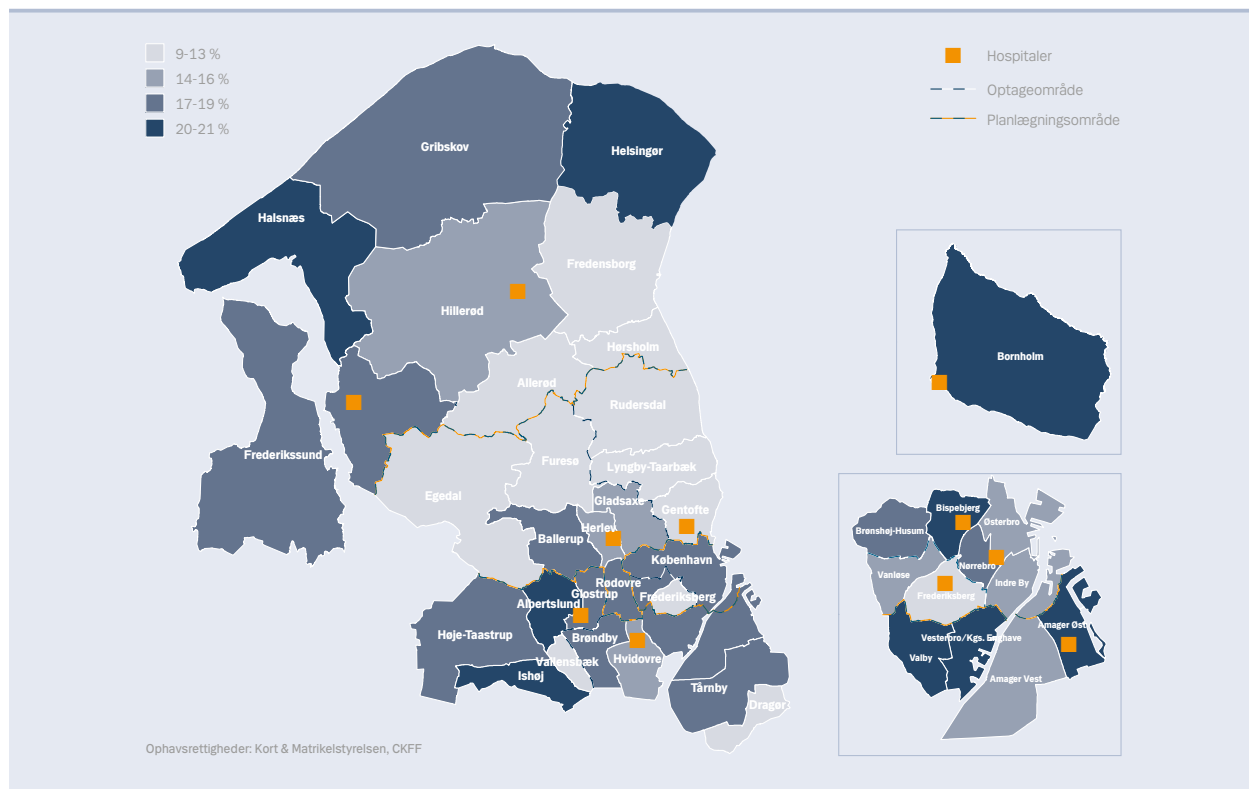 9-13 %
14-16 %
17-19 %
20-21 %
Hospitaler
Optageområde
Planlægningsområde
Gribskov
Helsingør
Halsnæs
Fredensborg
Hillerød
Hørsholm
Allerød
Rudersdal
Frederikssund
Furesø
Lyngby-Taarbæk
Egedal
Gladsaxe
Gentofte
Herlev
Ballerup
København
Rødovre
Glostrup
Frederiksberg
Albertslund
Høje-Taastrup
Brøndby
Vallensbæk
Hvidovre
Ishøj
Tårnby
Dragør
Bornholm
Bispebjerg
Østerbro
Brønshøj-Husum
Nørrebro
Vanløse
Indre By
Frederiksberg
Amager Øst
Vesterbro/Kgs. Enghave
Valby
Amager Vest
Ophavsrettigheder: Kort & Matrikelstyrelsen, CKFF